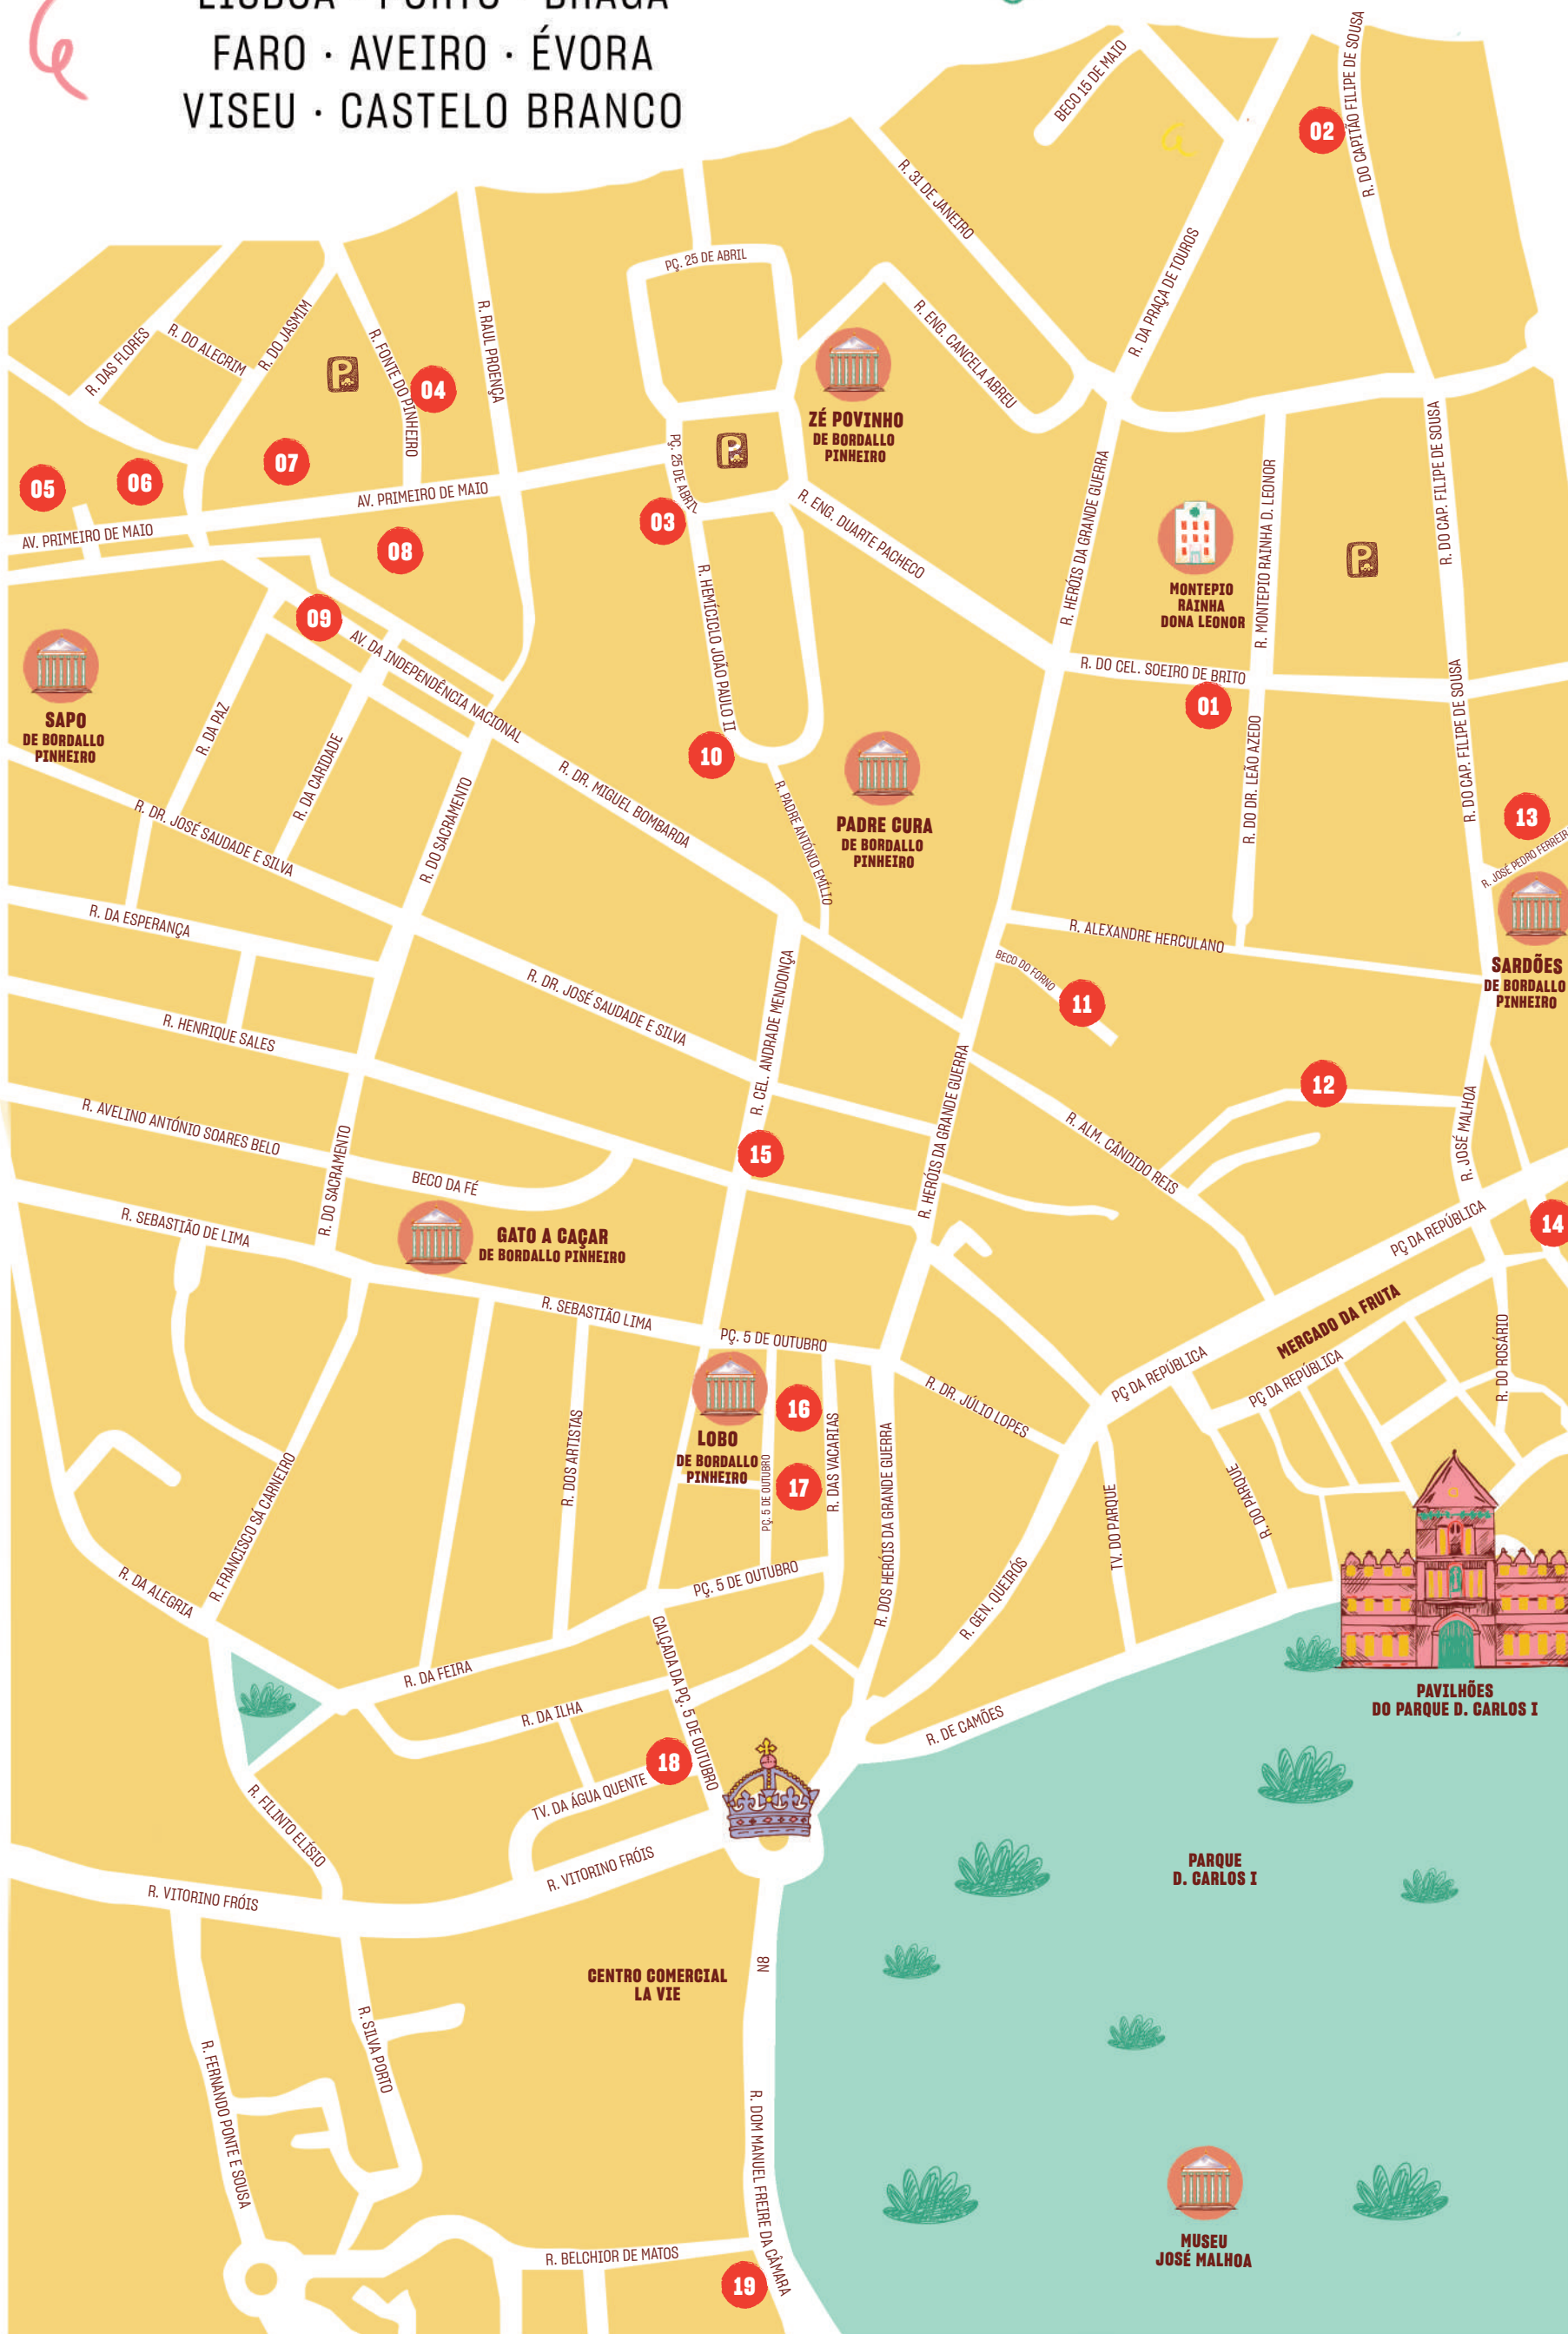 LISBOA · PORTO · BRAGA
FARO · AVEIRO · ÉVORA
VISEU · CASTELO BRANCO
BECO 15 DE MAIO
02
R. DO CAPITÃO FILIPE DE SOUSA
R. 31 DE JANEIRO
R. DA PRAÇA DE TOUROS
PÇ. 25 DE ABRIL
R. DAS FLORES
R. DO ALECRIM
R. DO JASMIM
P
R. FONTE DO PINHEIRO
04
R. RAUL PROENÇA
R. ENG. CANCELA ABREU
ZÉ POVINHO
DE BORDALLO
PINHEIRO
PÇ. 25 DE ABRIL
P
05
06
07
AV. PRIMEIRO DE MAIO
AV. PRIMEIRO DE MAIO
08
03
R. ENG. DUARTE PACHECO
R. HERÓIS DA GRANDE GUERRA
MONTEPIO
RAINHA
DONA LEONOR
R. MONTEPIO RAINHA D. LEONOR
P
R. DO CAP. FILIPE DE SOUSA
09
AV. DA INDEPENDÊNCIA NACIONAL
R. HEMÍCICLO JOÃO PAULO II
R. DO CEL. SOEIRO DE BRITO
01
SAPO
DE BORDALLO
PINHEIRO
R. DA PAZ
R. DA CARIDADE
R. DO SACRAMENTO
R. DR. MIGUEL BOMBARDA
10
R. PADRE ANTÓNIO EMÍLIO
PADRE CURA
DE BORDALLO
PINHEIRO
R. DO DR. LEÃO AZEDO
R. DO CAP. FILIPE DE SOUSA
13
R. JOSÉ PEDRO FERREIR
R. DR. JOSÉ SAUDADE E SILVA
R. DA ESPERANÇA
R. ALEXANDRE HERCULANO
BECO DO FORNO
11
SARDÕES
DE BORDALLO
PINHEIRO
R. HENRIQUE SALES
R. DR. JOSÉ SAUDADE E SILVA
R. CEL. ANDRADE MENDONÇA
12
R. AVELINO ANTÓNIO SOARES BELO
R. DO SACRAMENTO
BECO DA FÉ
15
R. HERÓIS DA GRANDE GUERRA
R. ALM. CÂNDIDO REIS
R. JOSÉ MALHOA
R. SEBASTIÃO DE LIMA
GATO A CAÇAR
DE BORDALLO PINHEIRO
PÇ DA REPÚBLICA
14
R. SEBASTIÃO LIMA
PÇ. 5 DE OUTUBRO
MERCADO DA FRUTA
PÇ DA REPÚBLICA
PÇ DA REPÚBLICA
R. DO ROSÁRIO
R. DR. JÚLIO LOPES
16
LOBO
DE BORDALLO
PINHEIRO
17
PÇ. 5 DE OUTUBRO
R. DAS VACARIAS
R. DOS HERÓIS DA GRANDE GUERRA
R. DOS ARTISTAS
R. FRANCISCO SÁ CARNEIRO
R. DA ALEGRIA
TV. DO PARQUE
R. DO PARQUE
PÇ. 5 DE OUTUBRO
R. GEN. QUEIRÓS
R. DA FEIRA
CALÇADA DA PÇ. 5 DE OUTUBRO
R. DA ILHA
R. DE CAMÕES
PAVILHÕES
DO PARQUE D. CARLOS I
18
TV. DA ÁGUA QUENTE
R. FILINTO ELÍSIO
R. VITORINO FRÓIS
R. VITORINO FRÓIS
PARQUE
D. CARLOS I
CENTRO COMERCIAL
LA VIE
N8
R. SILVA PORTO
R. FERNANDO PONTE E SOUSA
R. DOM MANUEL FREIRE DA CÂMARA
MUSEU
JOSÉ MALHOA
R. BELCHIOR DE MATOS
19